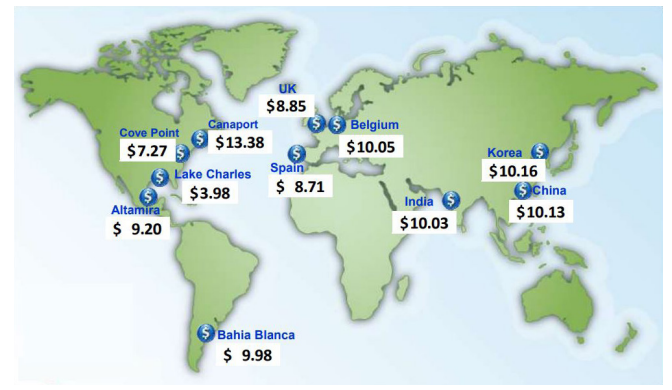 UK
$8.85
Canaport
$13.38
Cove Point
$7.27
Belgium
$10.05
Spain
$ 8.71
Lake Charles
$3.98
Altamira
$ 9.20
Korea
$10.16
China
$10.13
India
$10.03
Bahia Blanca
$ 9.98